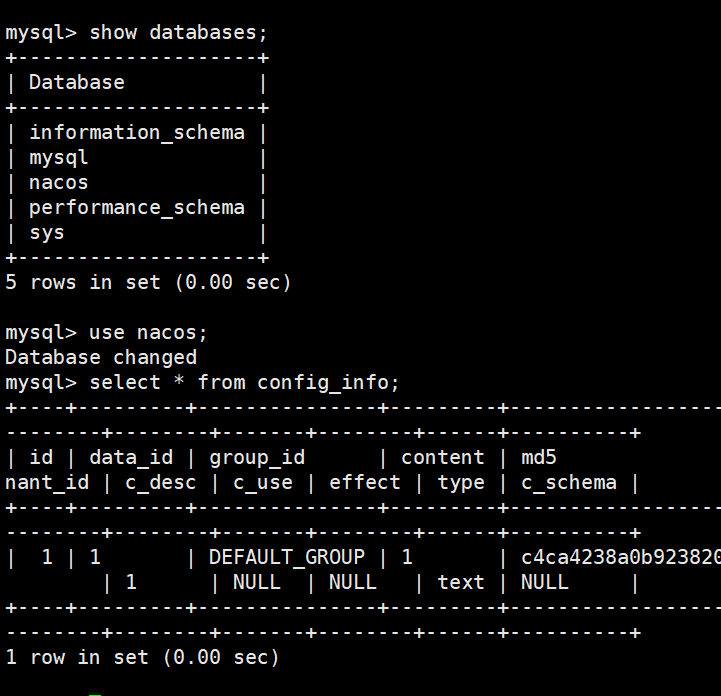 mysql> show databases;
+--------------------+
| Database           |
+--------------------+
| information_schema |
| mysql              |
| nacos              |
| performance_schema |
| sys                |
+--------------------+
5 rows in set (0.00 sec)
mysql> use nacos;
Database changed
mysql> select * from config_info;
+----+---------+---------------+---------+------------------
--------+--------+-------+--------+------+----------+
| id | data_id | group_id      | content | md5
nant_id | c_desc | c_use | effect | type | c_schema |
+----+---------+---------------+---------+------------------
--------+--------+-------+--------+------+----------+
|  1 | 1       | DEFAULT_GROUP | 1       | c4ca4238a0b923820
        | 1      | NULL  | NULL   | text | NULL     |
+----+---------+---------------+---------+------------------
--------+--------+-------+--------+------+----------+
1 row in set (0.00 sec)